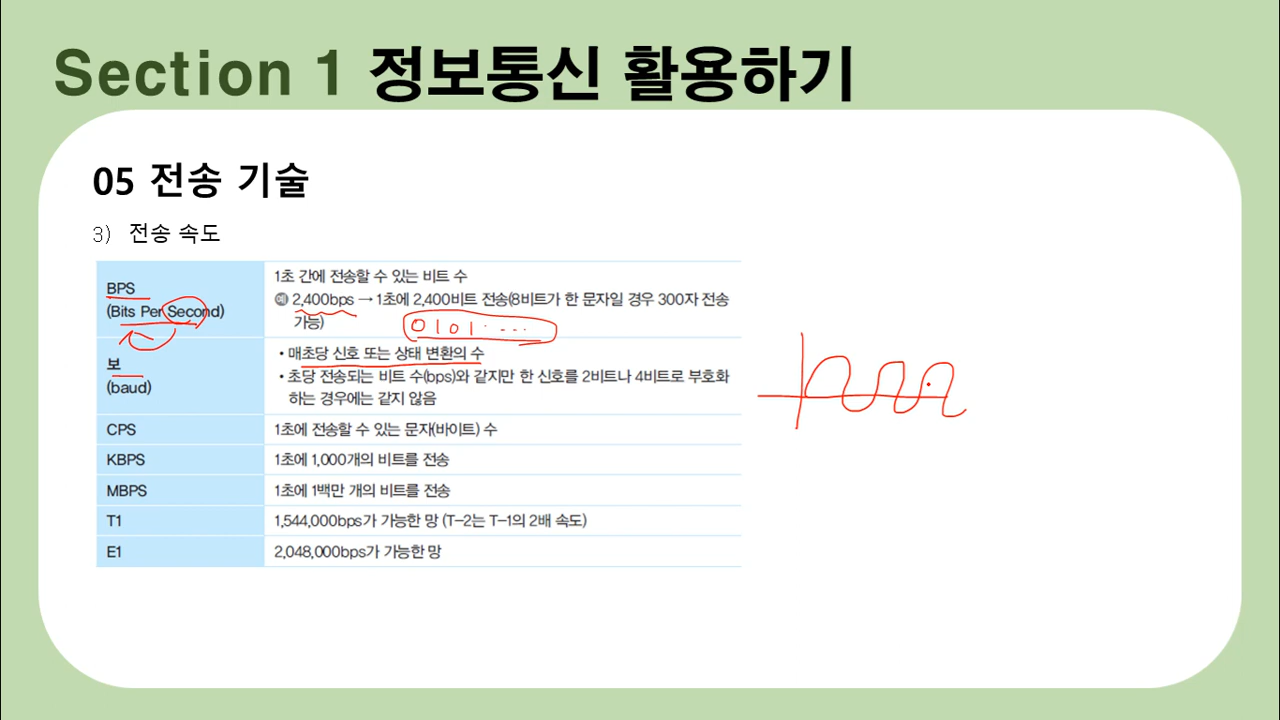 Section 1 정보통신 활용하기
05 전송 기술
3) 전송 속도
BPS
(Bits Per Second)
1초 간에 전송할 수 있는 비트 수
예 2,400bps → 1초에 2,400비트 전송(8비트가 한 문자일 경우 300자 전송
가능)
0101· ···
보
(baud)
• 매초당 신호 또는 상태 변환의 수
• 초당 전송되는 비트 수(bps)와 같지만 한 신호를 2비트나 4비트로 부호화
하는 경우에는 같지 않음
CPS
1초에 전송할 수 있는 문자(바이트) 수
KBPS
1초에 1,000개의 비트를 전송
MBPS
1초에 1백만 개의 비트를 전송
T1
1,544,000bps가 가능한 망 (T-2는 T-1의 2배 속도)
E1
2,048,000bps가 가능한 망